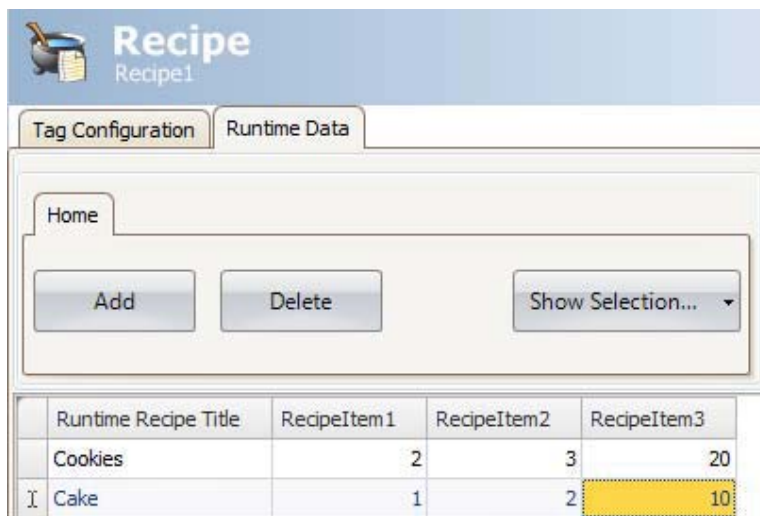 Recipe
Recipe1
Tag Configuration Runtime Data
Home
Add Delete Show Selection...
Runtime Recipe Title RecipeItem1 RecipeItem2 RecipeItem3
Cookies 2 3 20
Cake 1 2 10